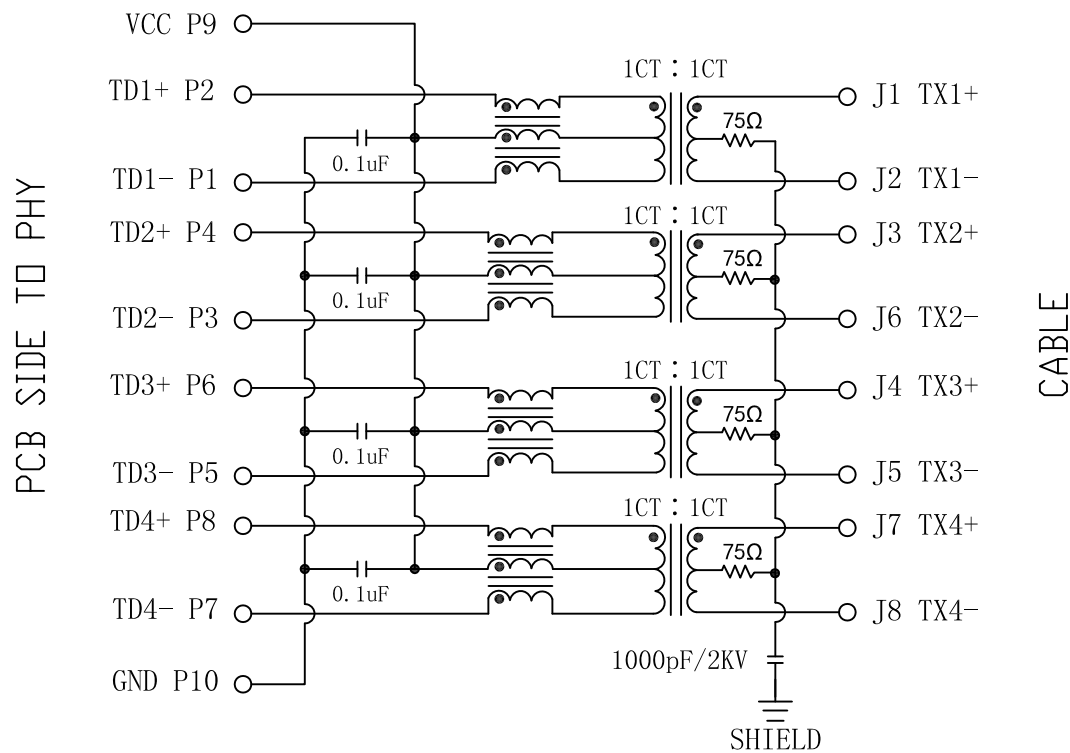 VCC P9
1CT : 1CT
TD1+ P2
J1 TX1+
75Ω
0.1uF
TD1- P1
J2 TX1-
1CT : 1CT
TD2+ P4
J3 TX2+
75Ω
0.1uF
TD2- P3
J6 TX2-
PCB SIDE TO PHY
CABLE
1CT : 1CT
TD3+ P6
J4 TX3+
75Ω
0.1uF
TD3- P5
J5 TX3-
1CT : 1CT
TD4+ P8
J7 TX4+
75Ω
0.1uF
TD4- P7
J8 TX4-
1000pF/2KV
GND P10
SHIELD